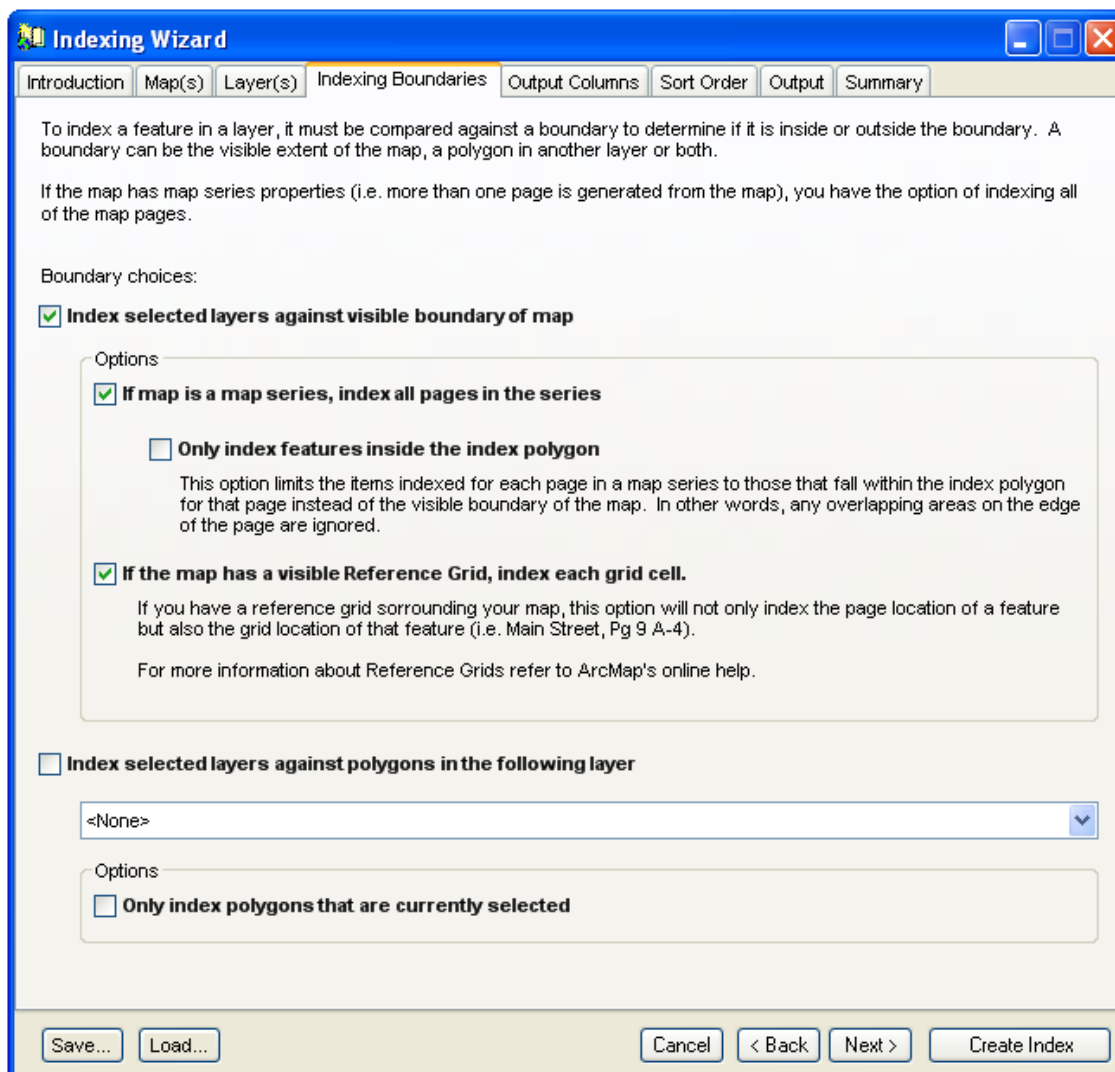 Indexing Wizard
Introduction Map(s) Layer(s) Indexing Boundaries Output Columns Sort Order Output Summary
To index a feature in a layer, it must be compared against a boundary to determine if it is inside or outside the boundary. A
boundary can be the visible extent of the map, a polygon in another layer or both.
If the map has map series properties (i.e. more than one page is generated from the map), you have the option of indexing all
of the map pages.
Boundary choices:
Index selected layers against visible boundary of map
Options
If map is a map series, index all pages in the series
Only index features inside the index polygon
This option limits the items indexed for each page in a map series to those that fall within the index polygon
for that page instead of the visible boundary of the map. In other words, any overlapping areas on the edge
of the page are ignored.
If the map has a visible Reference Grid, index each grid cell.
If you have a reference grid sorrounding your map, this option will not only index the page location of a feature
but also the grid location of that feature (i.e. Main Street, Pg 9 A-4).
For more information about Reference Grids refer to ArcMap's online help.
Index selected layers against polygons in the following layer
<None>
Options
Only index polygons that are currently selected
Save... Load... Cancel < Back Next > Create Index